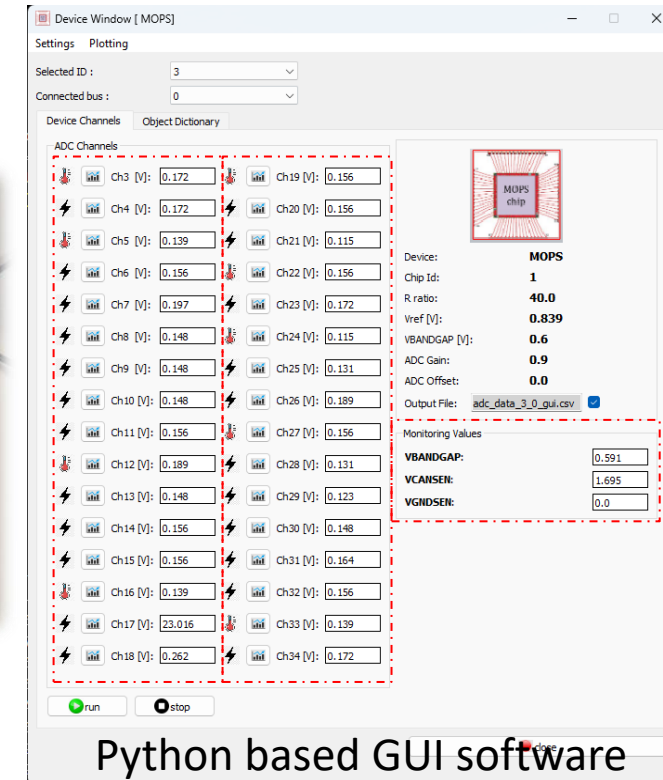 Device Window [ MOPS]
Settings Plotting
Selected ID : 3
Connected bus : 0
Device Channels Object Dictionary
ADC Channels
Ch3 [V]: 0.172 Ch19 [V]: 0.156
Ch4 [V]: 0.172 Ch20 [V]: 0.156
Ch5 [V]: 0.139 Ch21 [V]: 0.115
Ch6 [V]: 0.156 Ch22 [V]: 0.156
Ch7 [V]: 0.197 Ch23 [V]: 0.172
Ch8 [V]: 0.148 Ch24 [V]: 0.115
Ch9 [V]: 0.148 Ch25 [V]: 0.131
Ch10 [V]: 0.148 Ch26 [V]: 0.189
Ch11 [V]: 0.156 Ch27 [V]: 0.156
Ch12 [V]: 0.189 Ch28 [V]: 0.131
Ch13 [V]: 0.148 Ch29 [V]: 0.123
Ch14 [V]: 0.156 Ch30 [V]: 0.148
Ch15 [V]: 0.156 Ch31 [V]: 0.164
Ch16 [V]: 0.139 Ch32 [V]: 0.156
Ch17 [V]: 23.016 Ch33 [V]: 0.139
Ch18 [V]: 0.262 Ch34 [V]: 0.172
MOPS
chip
Device: MOPS
Chip Id: 1
R ratio: 40.0
Vref [V]: 0.839
VBANDGAP [V]: 0.6
ADC Gain: 0.9
ADC Offset: 0.0
Output File: adc_data_3_0_gui.csv
Monitoring Values
VBANDGAP: 0.591
VCANSEN: 1.695
VGNDSEN: 0.0
run stop
close
Python based GUI software